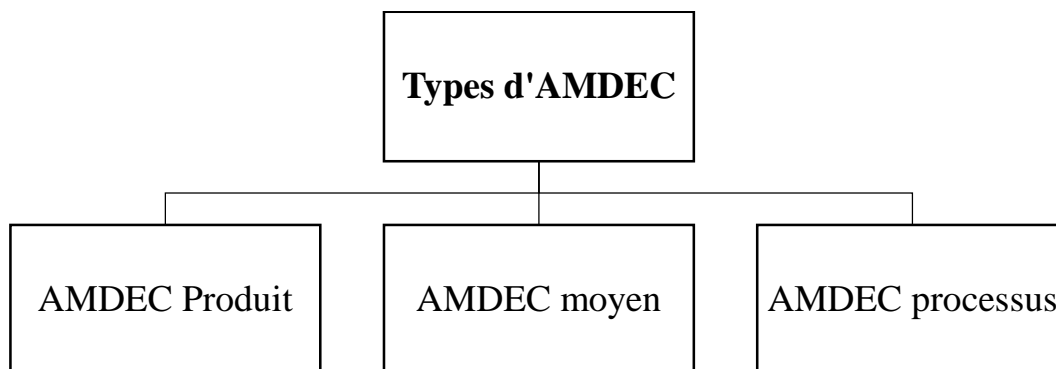 Types d'AMDEC
AMDEC Produit
AMDEC moyen
AMDEC processus